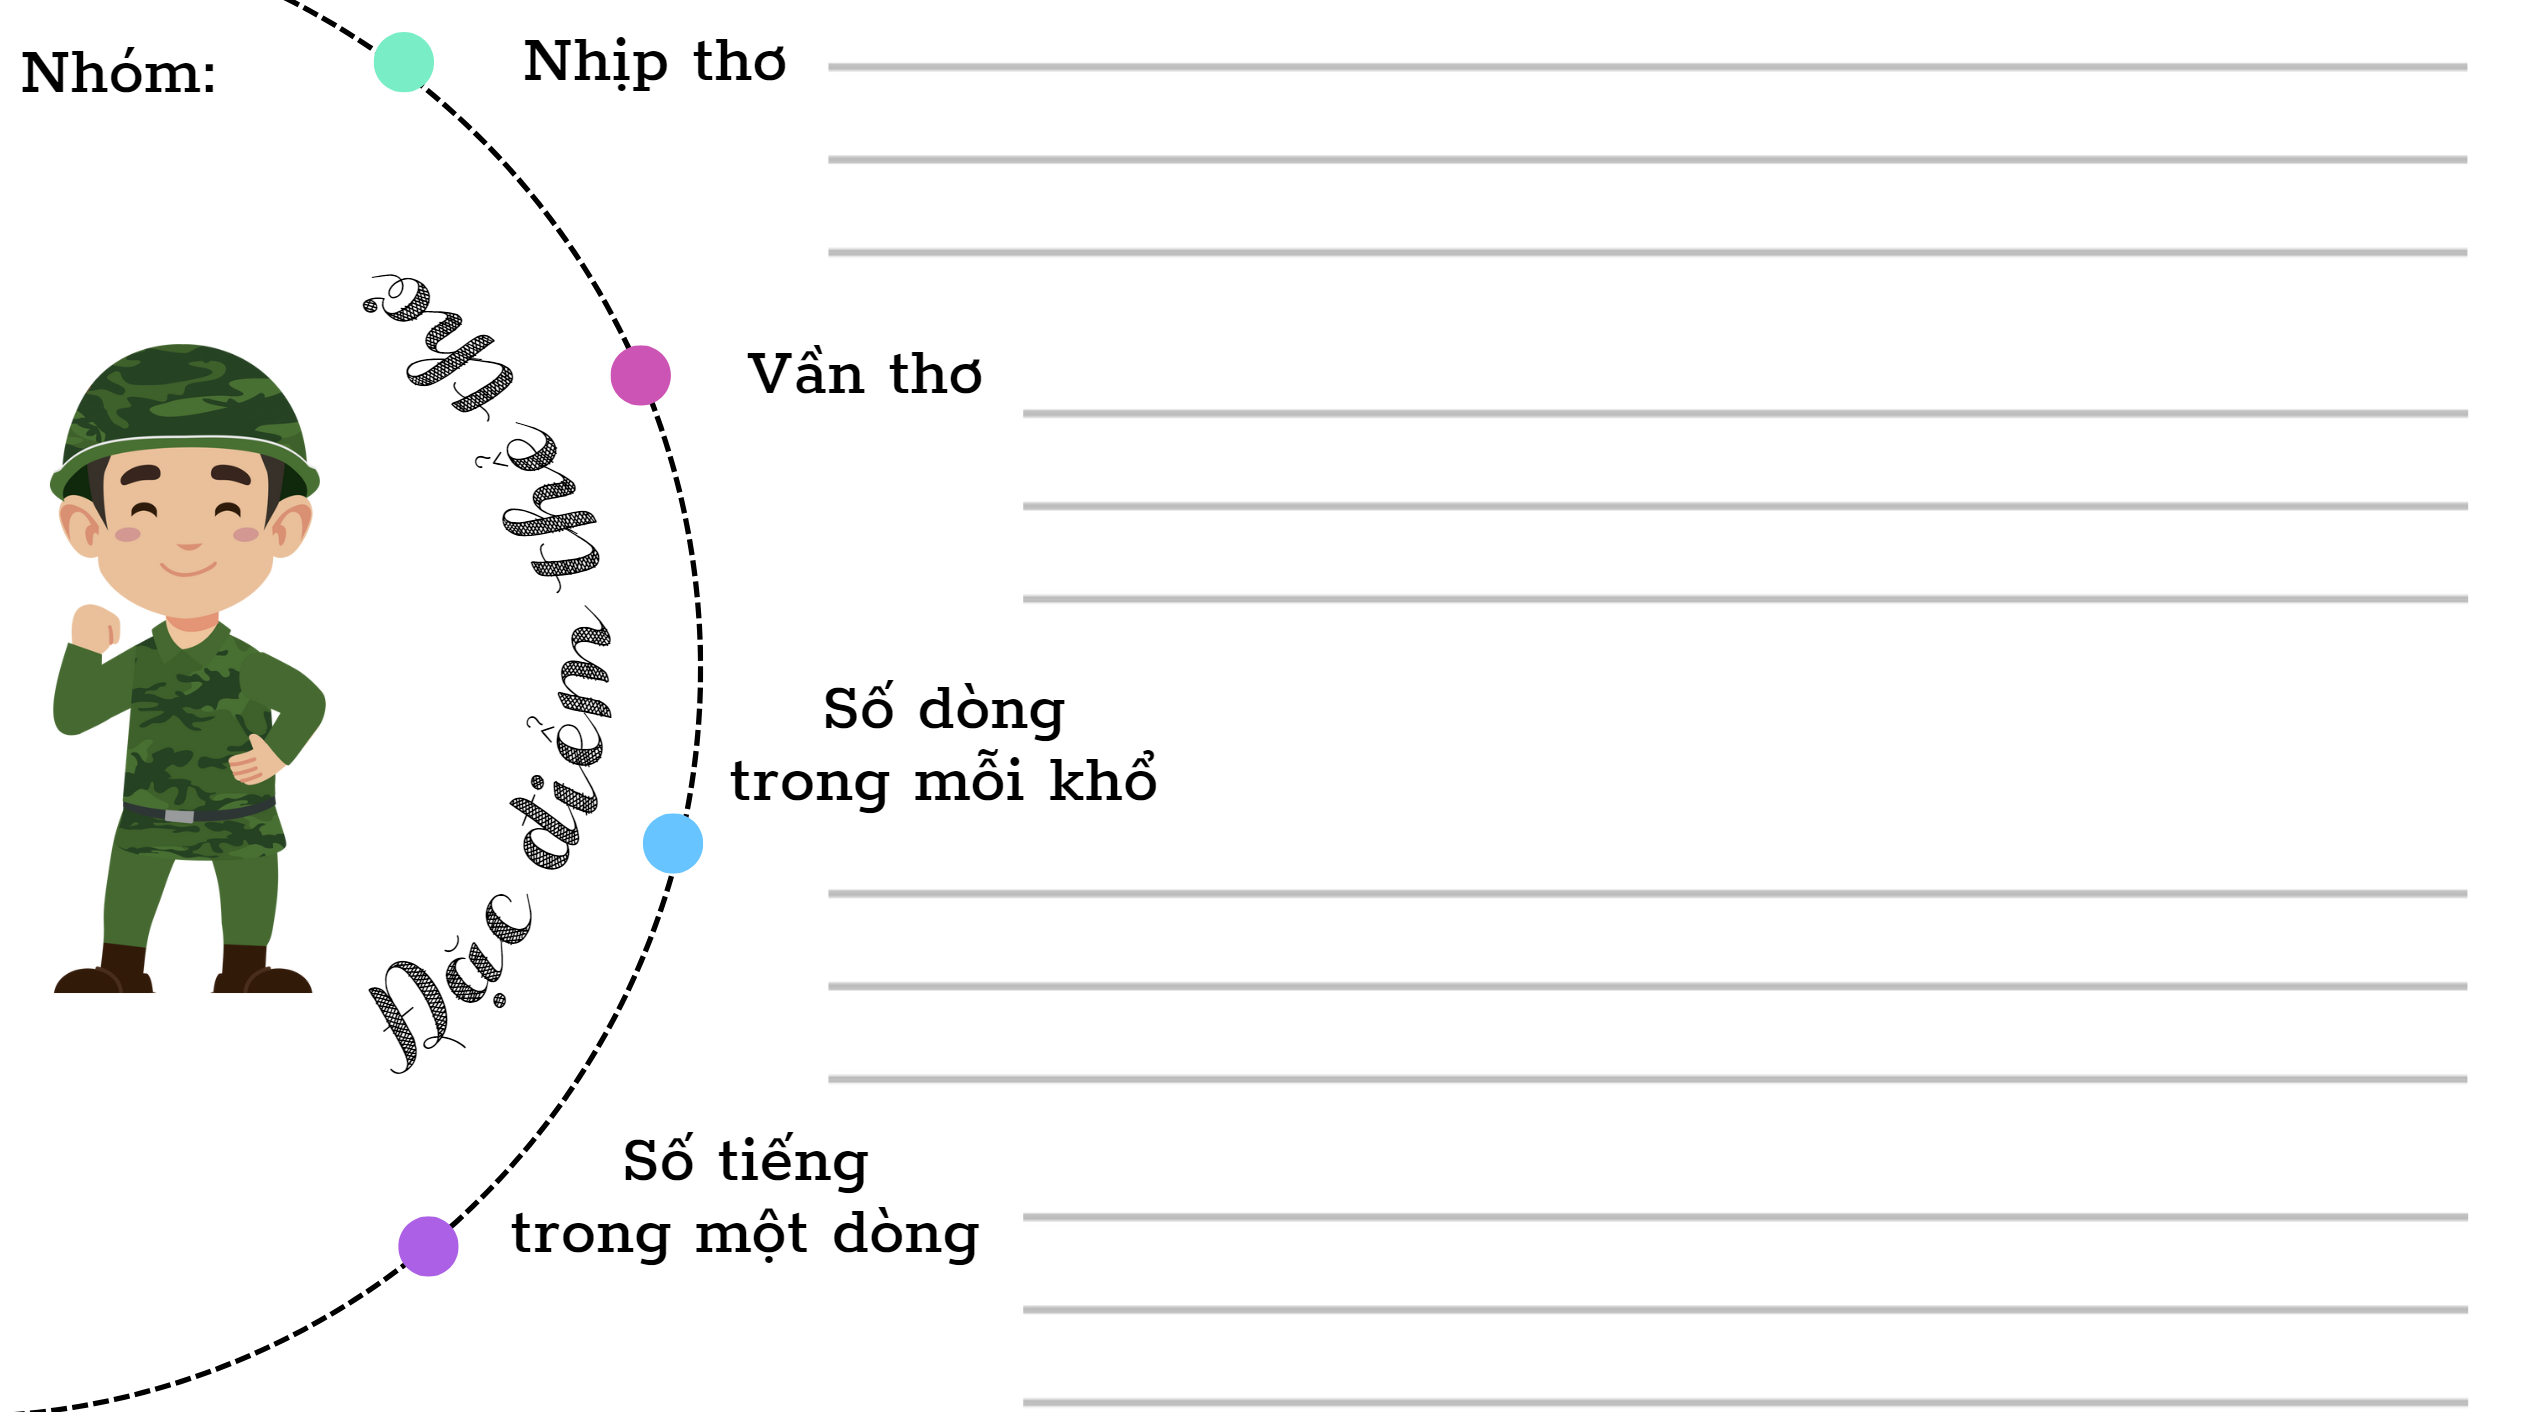 Nhóm:
Nhịp thơ
Vần thơ
Đặc điểm thể thơ
Số dòng
trong mỗi khổ
Số tiếng
trong một dòng